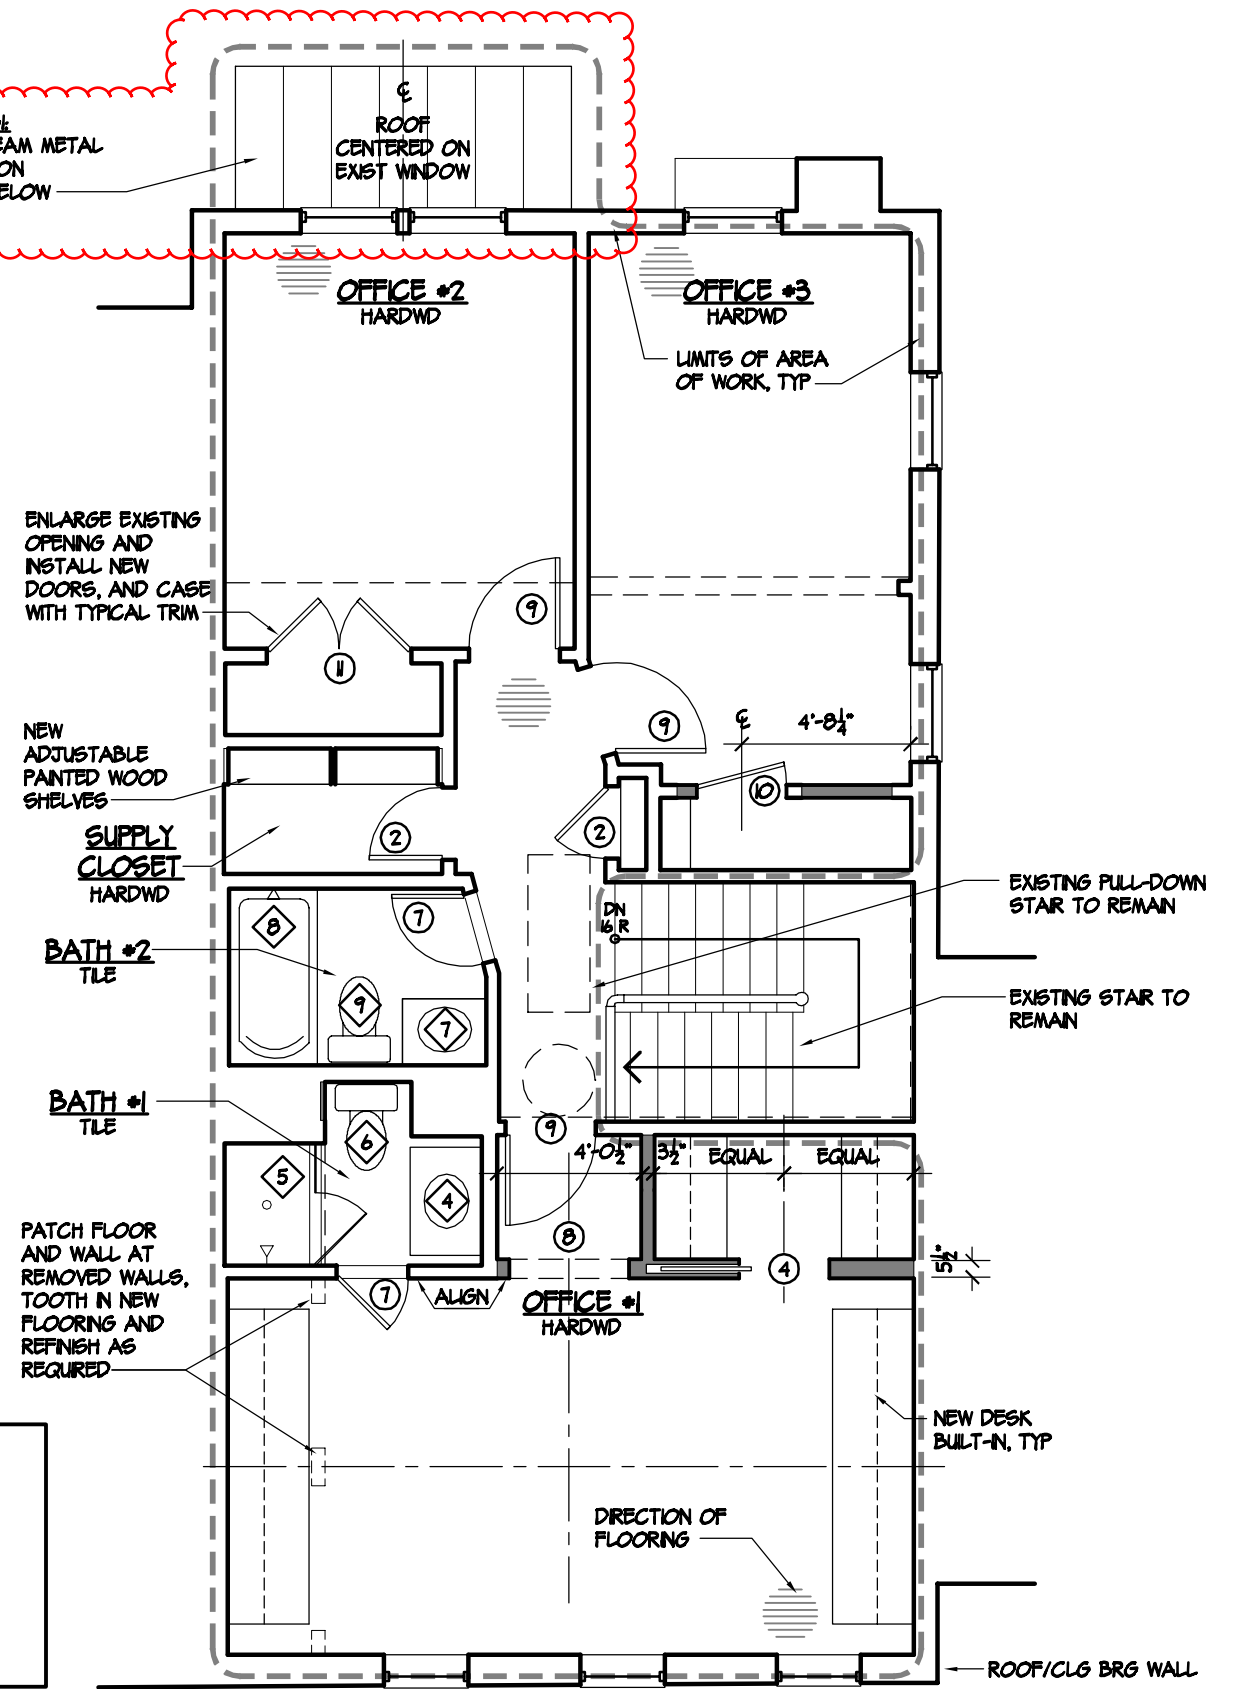 EAM METAL
ON
ELOW
℄
ROOF
CENTERED ON
EXIST WINDOW
OFFICE #2
HARDWD
OFFICE #3
HARDWD
LIMITS OF AREA
OF WORK, TYP
ENLARGE EXISTING
OPENING AND
INSTALL NEW
DOORS, AND CASE
WITH TYPICAL TRIM
9
11
9
℄
4'-8¼"
NEW
ADJUSTABLE
PAINTED WOOD
SHELVES
10
SUPPLY
CLOSET
HARDWD
2
2
EXISTING PULL-DOWN
STAIR TO REMAIN
8
7
DN
16 R
BATH #2
TILE
9
7
EXISTING STAIR TO
REMAIN
BATH #1
TILE
6
9
4'-0½"
3½"
EQUAL
EQUAL
5
4
PATCH FLOOR
AND WALL AT
REMOVED WALLS,
TOOTH IN NEW
FLOORING AND
REFINISH AS
REQUIRED
8
4
5½"
7
ALIGN
OFFICE #1
HARDWD
NEW DESK
BUILT-IN, TYP
DIRECTION OF
FLOORING
ROOF/CLG BRG WALL